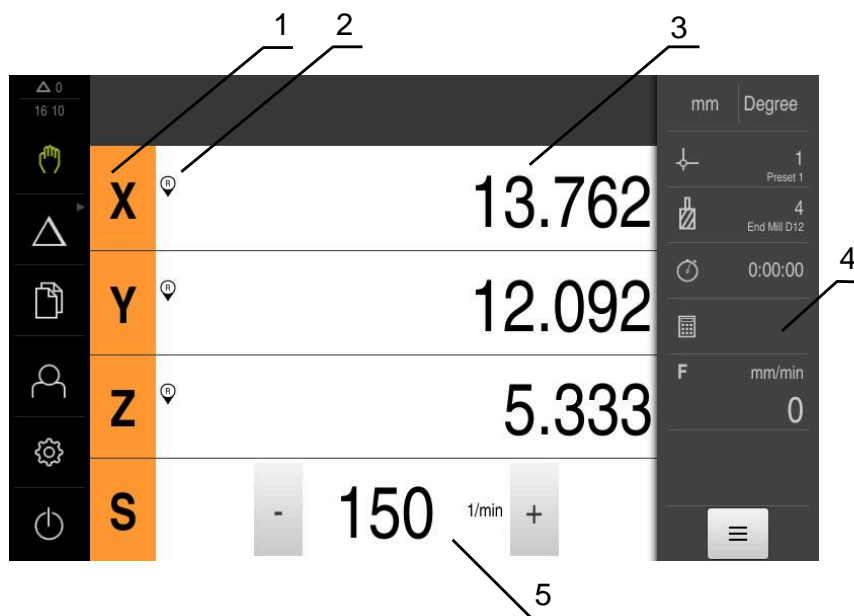 1 2 3
0
16 10
mm Degree
1
Preset 1
X R 13.762
4
End Mill D12
4
0:00:00
Y R 12.092
F mm/min
0
Z R 5.333
S - 150 1/min +
5